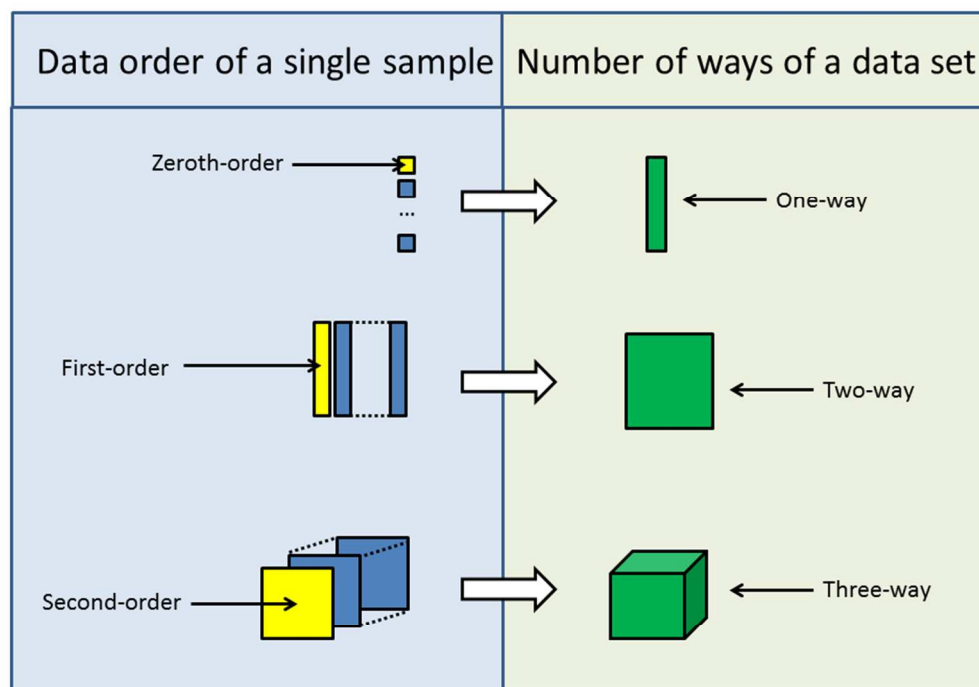 Data order of a single sample
Number of ways of a data set
Zeroth-order
...
One-way
First-order
Two-way
Second-order
Three-way